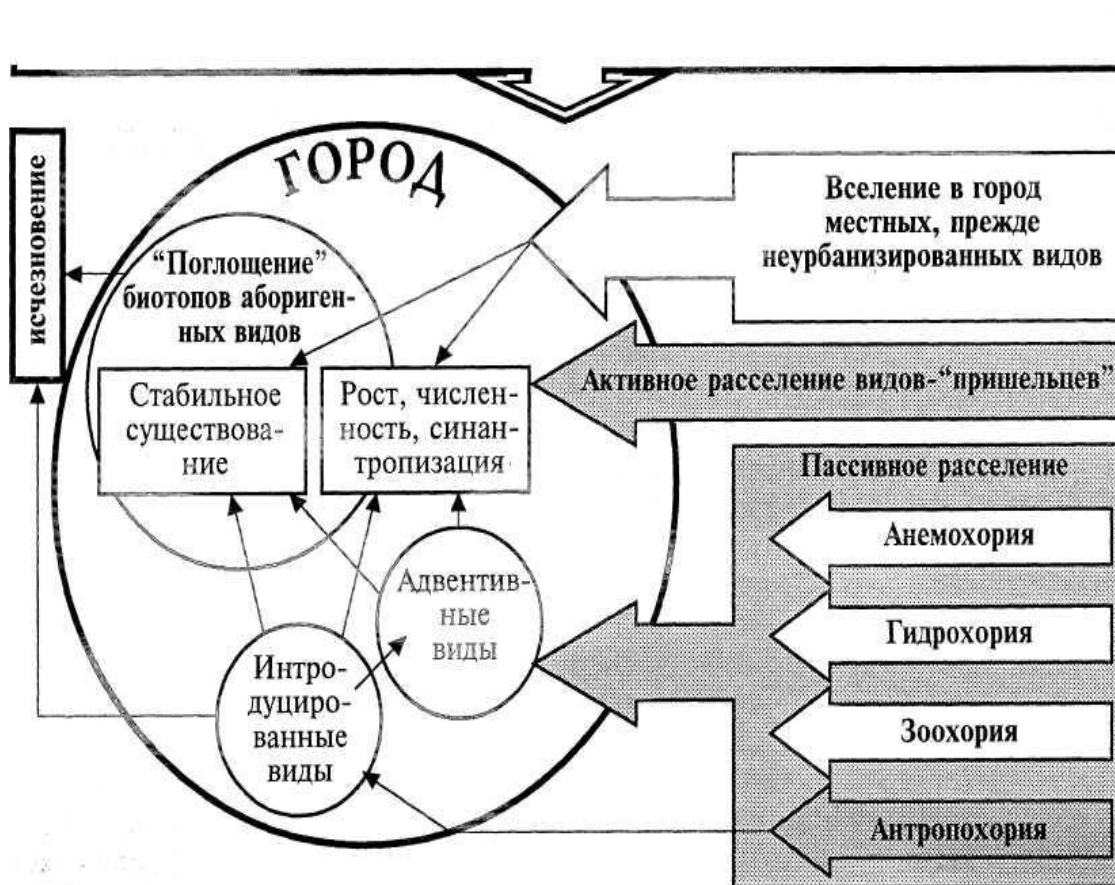 ГОРОД
исчезновение
Вселение в город
местных, прежде
неурбанизированных видов
“Поглощение”
биотопов абориген-
ных видов
Стабильное
существова-
ние
Рост, числен-
ность, синан-
тропизация
Активное расселение видов-“пришельцев”
Пассивное расселение
Анемохория
Адвентив-
ные
виды
Гидрохория
Интро-
дуциро-
ванные
виды
Зоохория
Антропохория